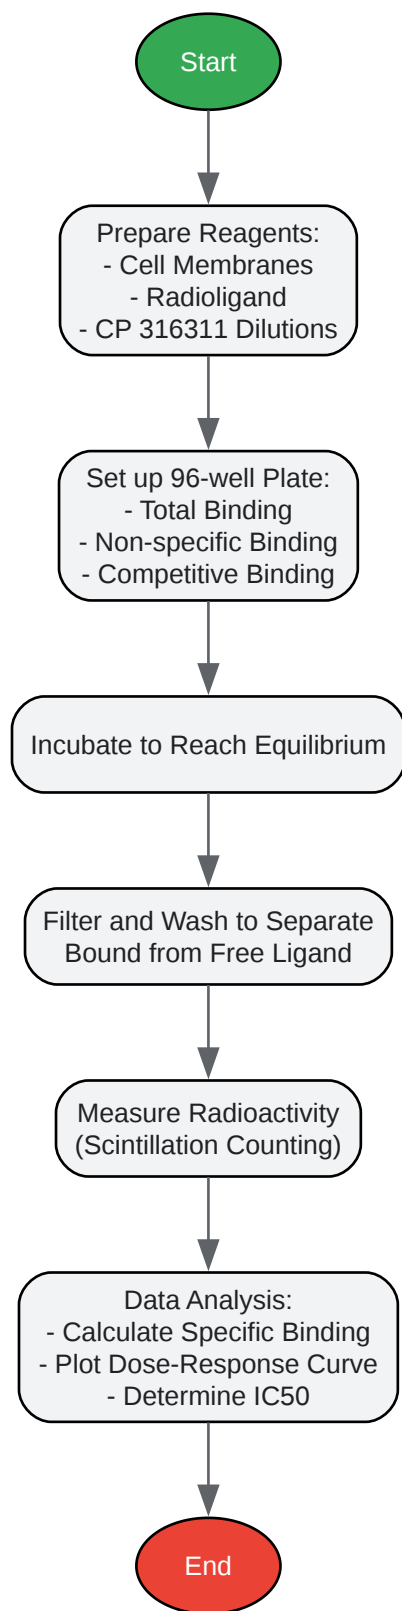 Start
Prepare Reagents:
- Cell Membranes
- Radioligand
- CP 316311 Dilutions
Set up 96-well Plate:
- Total Binding
- Non-specific Binding
- Competitive Binding
Incubate to Reach Equilibrium
Filter and Wash to Separate
Bound from Free Ligand
Measure Radioactivity
(Scintillation Counting)
Data Analysis:
- Calculate Specific Binding
- Plot Dose-Response Curve
- Determine IC50
End